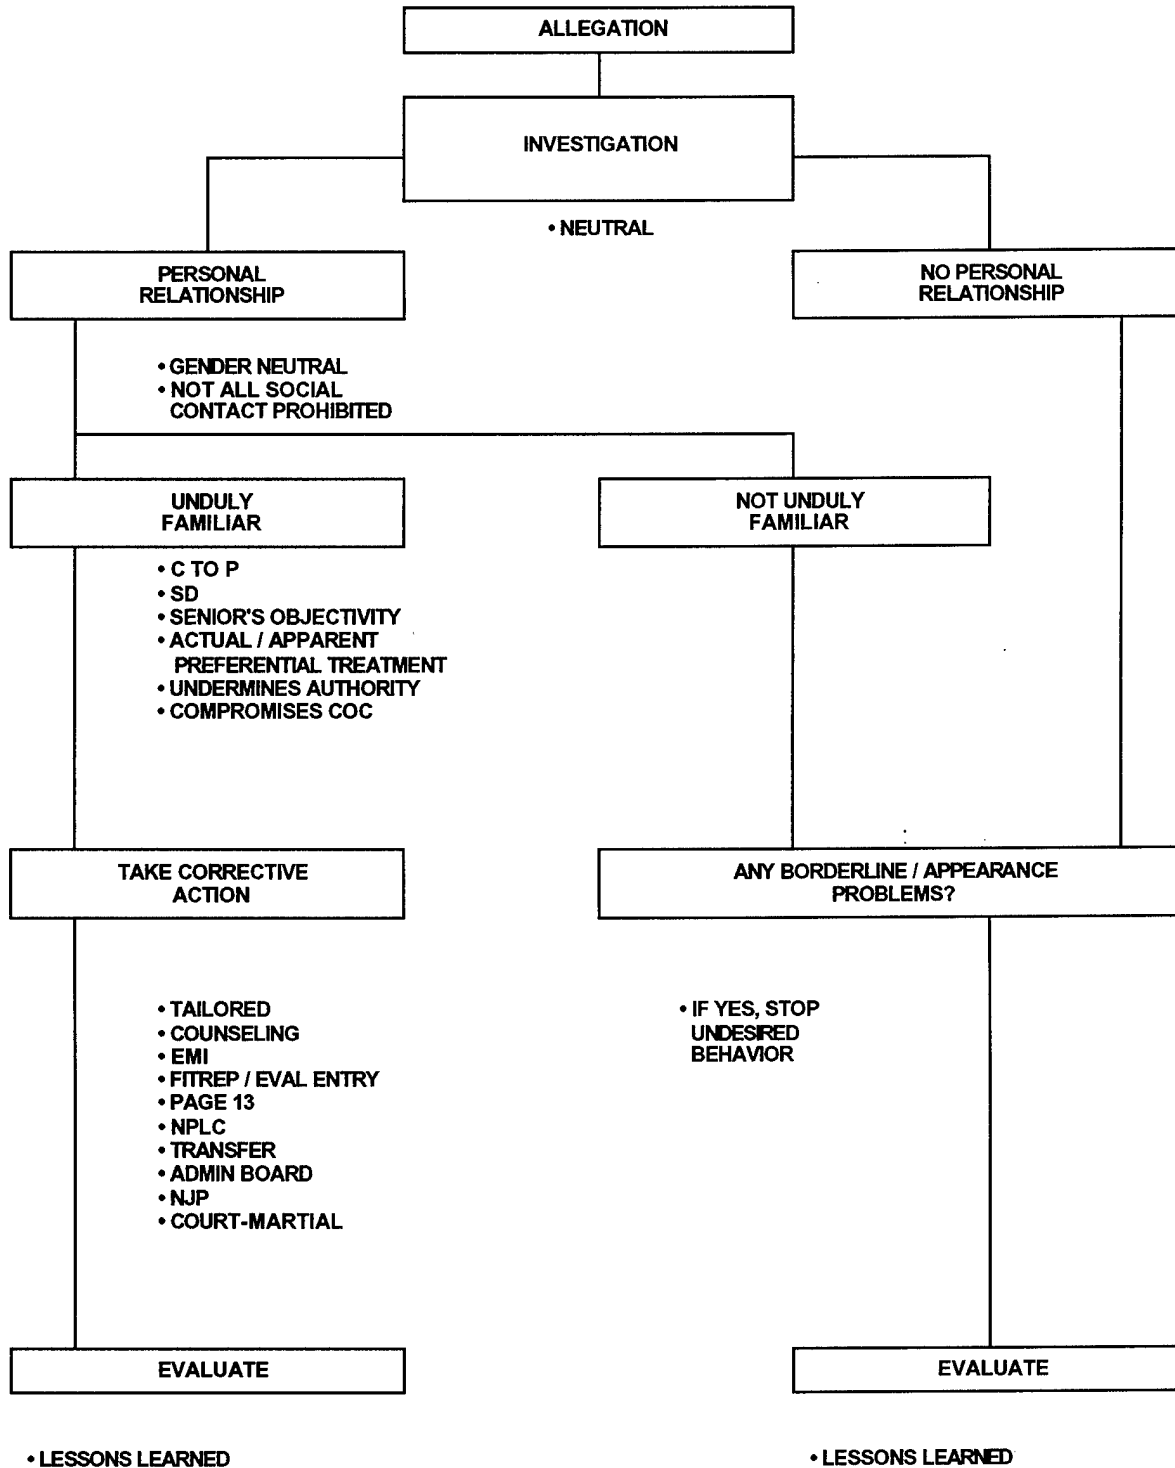 ALLEGATION
INVESTIGATION
• NEUTRAL
PERSONAL
RELATIONSHIP
NO PERSONAL
RELATIONSHIP
• GENDER NEUTRAL
• NOT ALL SOCIAL
CONTACT PROHIBITED
UNDULY
FAMILIAR
NOT UNDULY
FAMILIAR
• C TO P
• SD
• SENIOR'S OBJECTIVITY
• ACTUAL / APPARENT
PREFERENTIAL TREATMENT
• UNDERMINES AUTHORITY
• COMPROMISES COC
TAKE CORRECTIVE
ACTION
ANY BORDERLINE / APPEARANCE
PROBLEMS?
• TAILORED
• COUNSELING
• EMI
• FITREP / EVAL ENTRY
• PAGE 13
• NPLC
• TRANSFER
• ADMIN BOARD
• NJP
• COURT-MARTIAL
• IF YES, STOP
UNDESIRED
BEHAVIOR
EVALUATE
EVALUATE
• LESSONS LEARNED
• LESSONS LEARNED